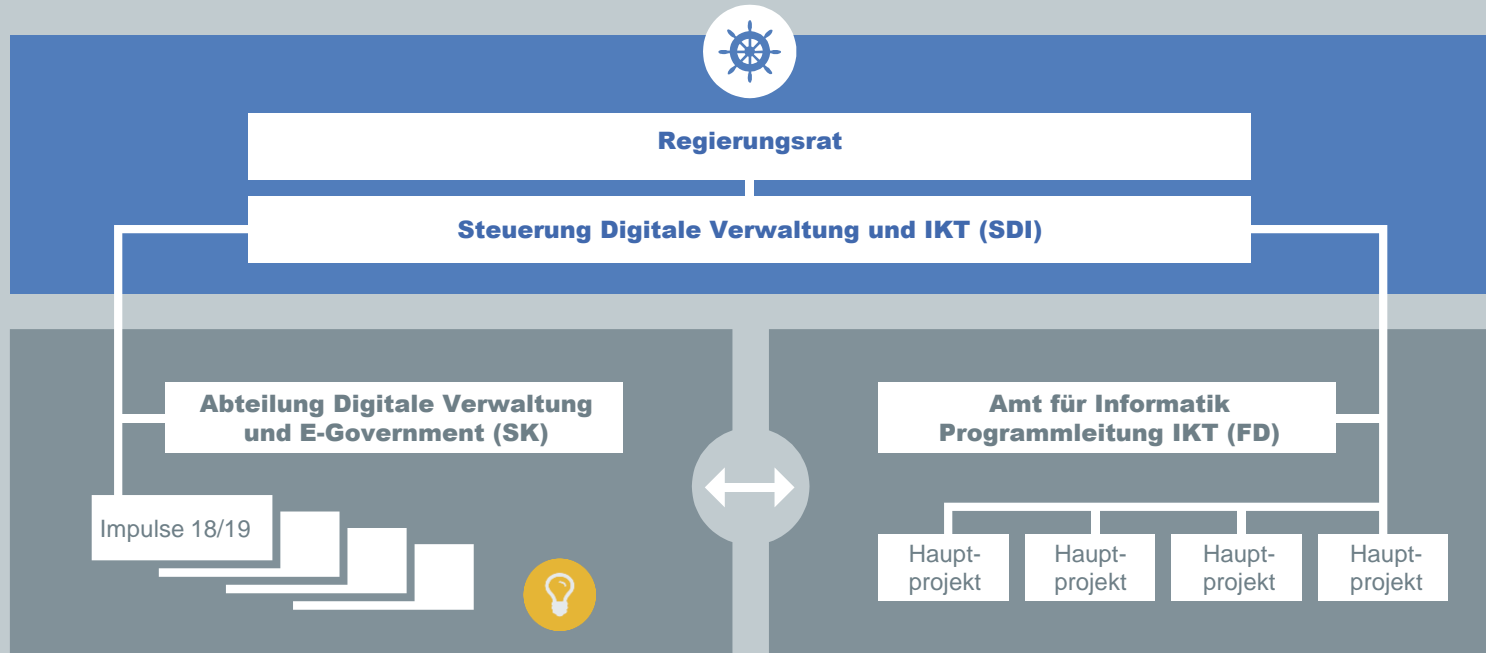 Regierungsrat
Steuerung Digitale Verwaltung und IKT (SDI)
Abteilung Digitale Verwaltung
und E-Government (SK)
Impulse 18/19
Amt für Informatik
Programmleitung IKT (FD)
Haupt-
projekt
Haupt-
projekt
Haupt-
projekt
Haupt-
projekt